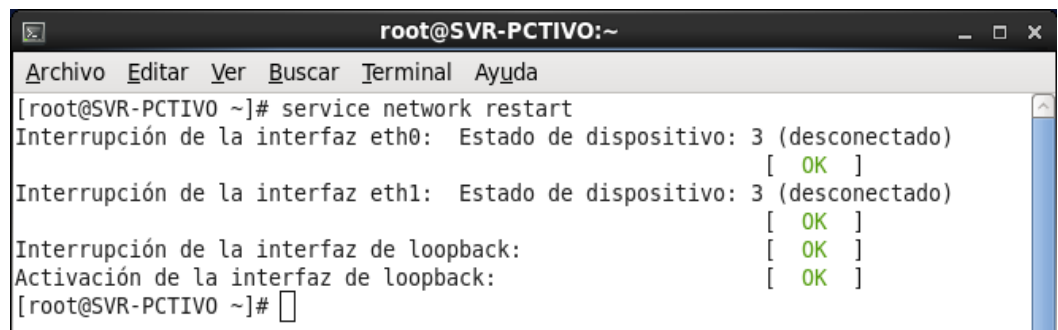 root@SVR-PCTIVO:~
Archivo Editar Ver Buscar Terminal Ayuda
[root@SVR-PCTIVO ~]# service network restart
Interrupción de la interfaz eth0:  Estado de dispositivo: 3 (desconectado)
[  OK  ]
Interrupción de la interfaz eth1:  Estado de dispositivo: 3 (desconectado)
[  OK  ]
Interrupción de la interfaz de loopback: [  OK  ]
Activación de la interfaz de loopback: [  OK  ]
[root@SVR-PCTIVO ~]#